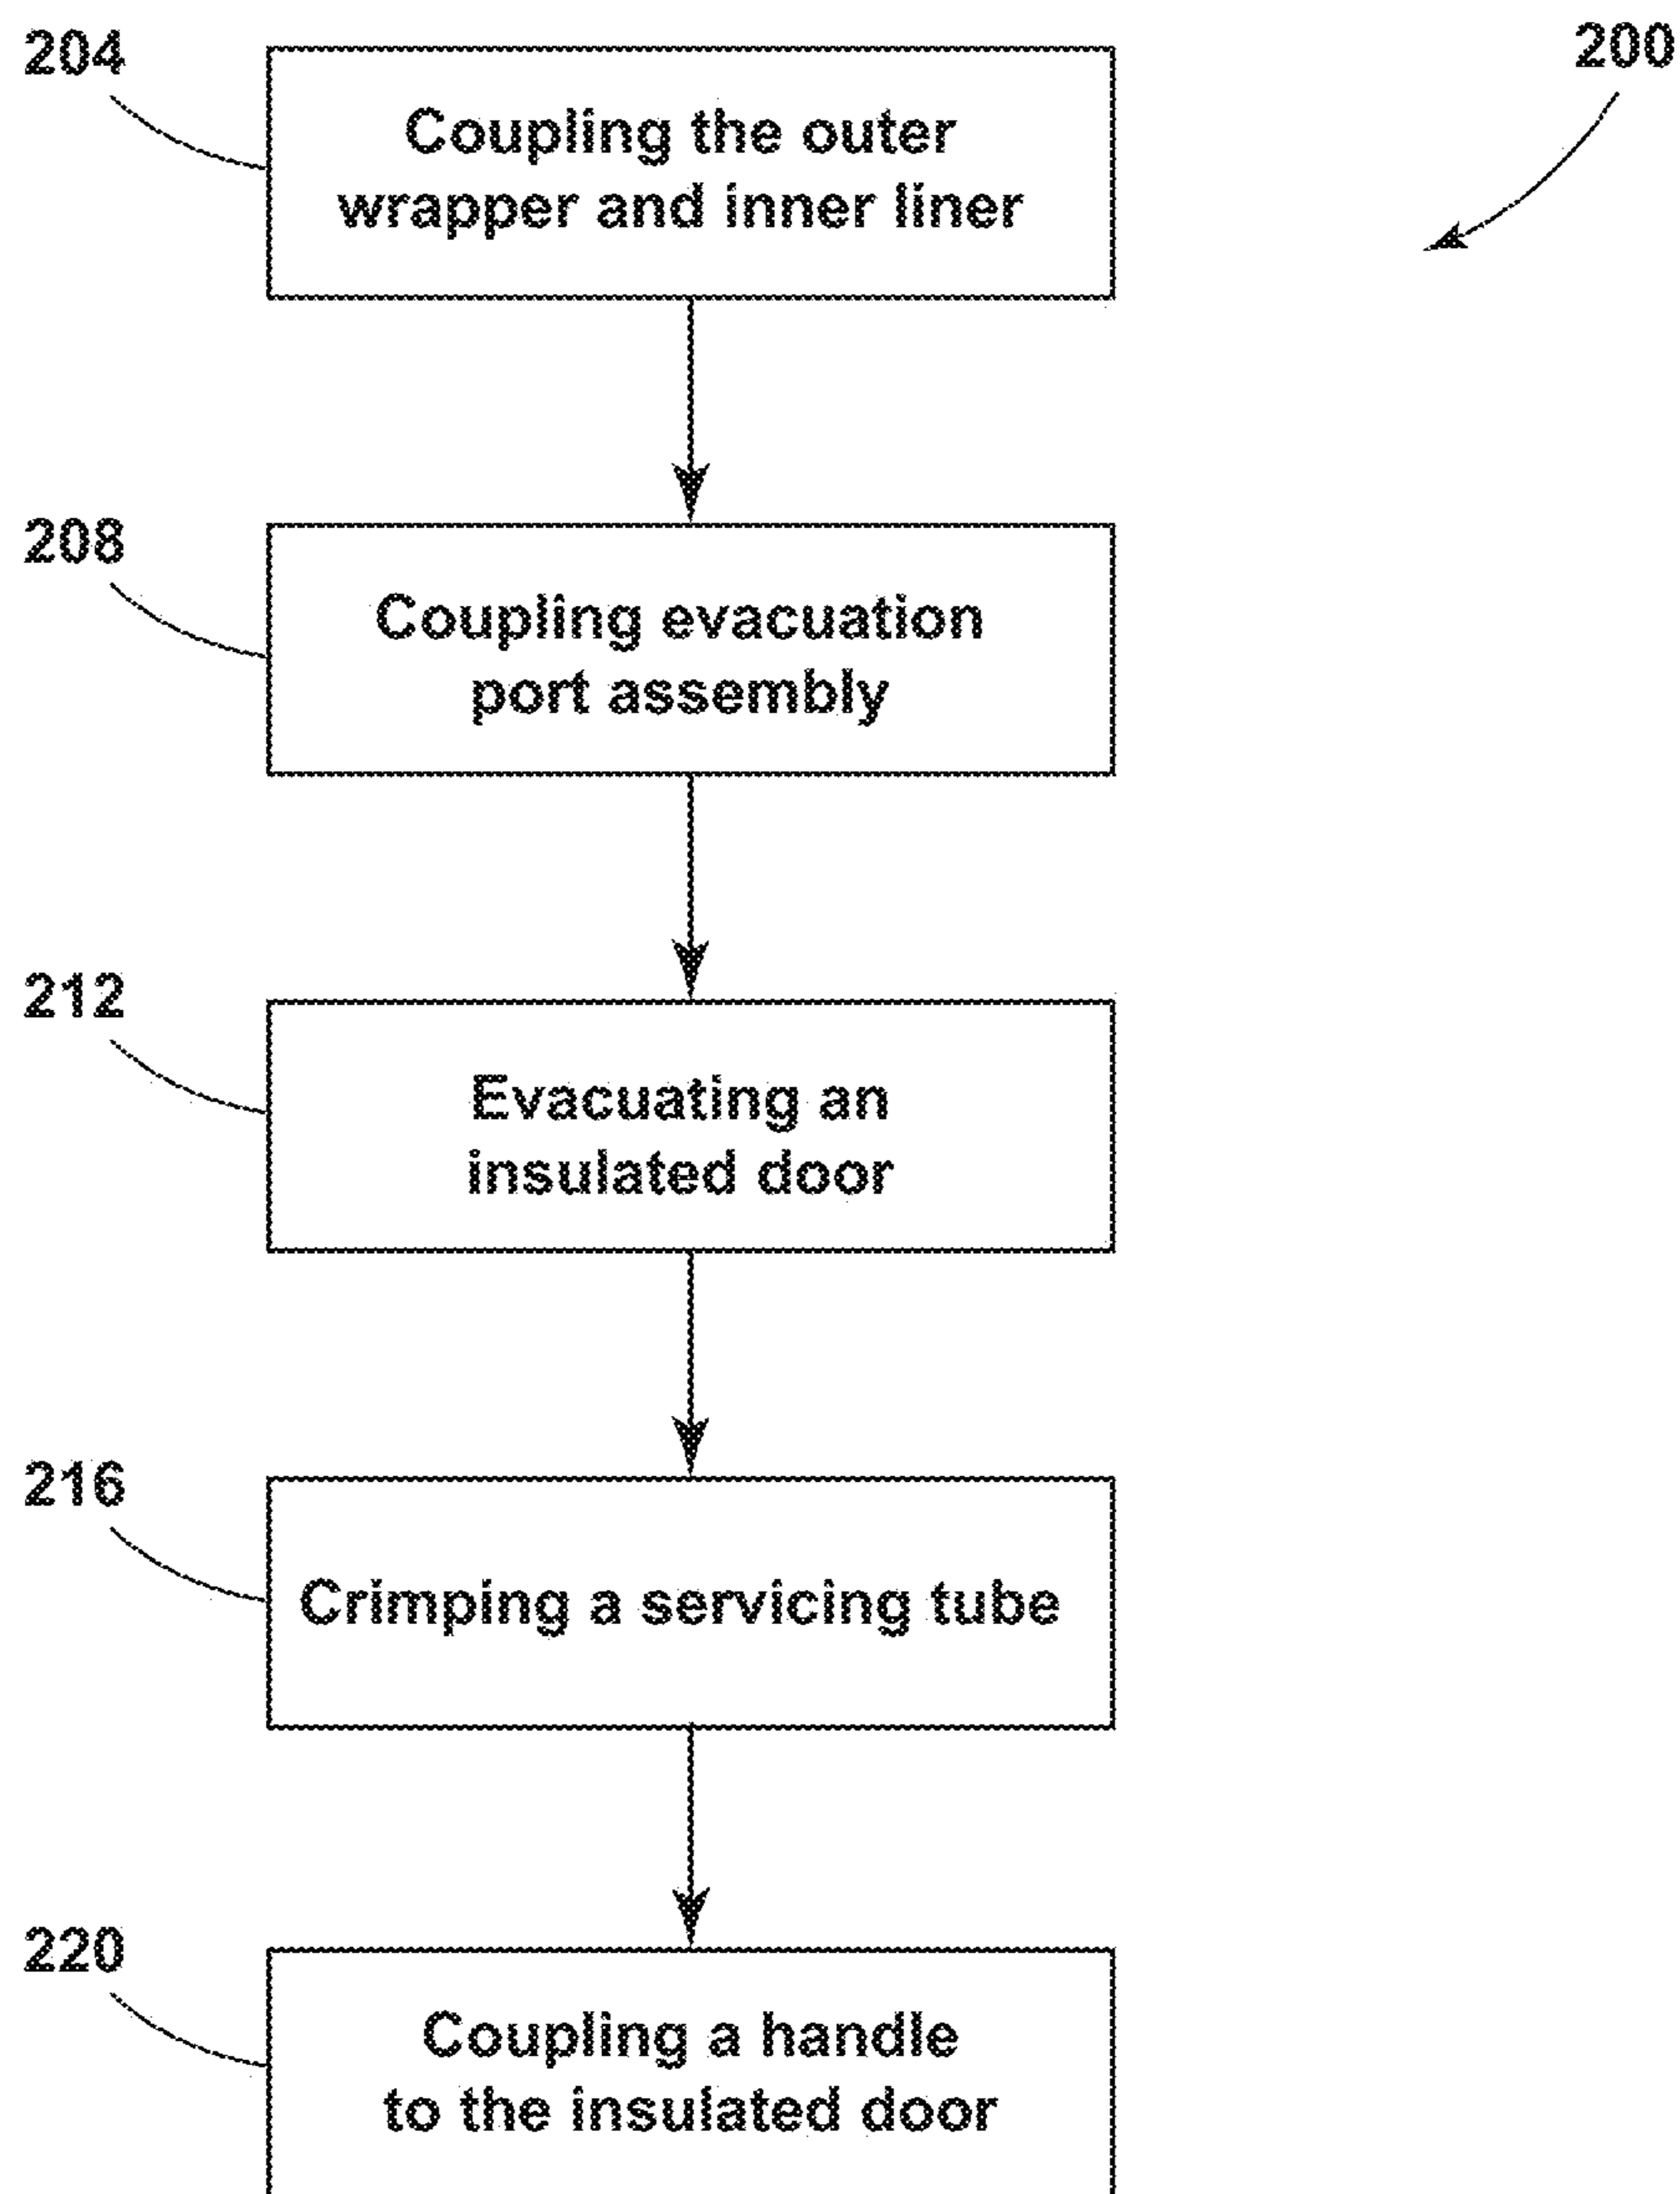 204
200
Coupling the outer
wrapper and inner liner
208
Coupling evacuation
port assembly
212
Evacuating an
insulated door
216
Crimping a servicing tube
220
Coupling a handle
to the insulated door